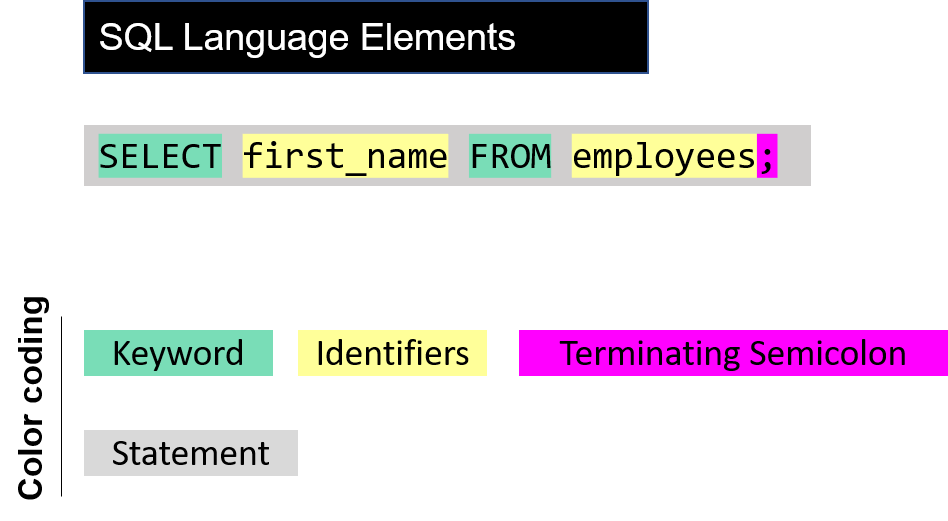 SQL Language Elements
SELECT first_name FROM employees;
Color coding
Keyword Identifiers Terminating Semicolon
Statement